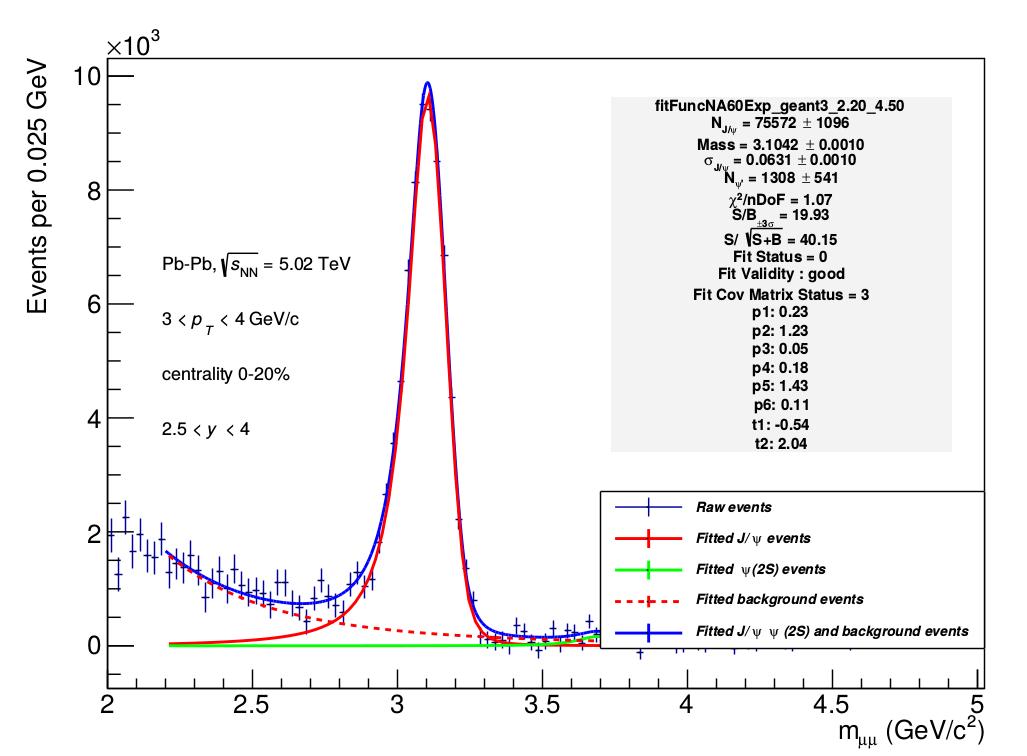 ×10³
Events per 0.025 GeV
10
8
6
4
2
0
2
2.5
3
3.5
4
4.5
5
m_μμ (GeV/c²)
Pb-Pb, √s_NN = 5.02 TeV
3 < p_T < 4 GeV/c
centrality 0-20%
2.5 < y < 4
fitFuncNA60Exp_geant3_2.20_4.50
N_J/ψ = 75572 ± 1096
Mass = 3.1042 ± 0.0010
σ_J/ψ = 0.0631 ± 0.0010
N_ψ' = 1308 ± 541
χ²/nDoF = 1.07
S/B_±3σ = 19.93
S/ √S+B = 40.15
Fit Status = 0
Fit Validity : good
Fit Cov Matrix Status = 3
p1: 0.23
p2: 1.23
p3: 0.05
p4: 0.18
p5: 1.43
p6: 0.11
t1: -0.54
t2: 2.04
Raw events
Fitted J/ψ events
Fitted ψ(2S) events
Fitted background events
Fitted J/ψ ψ (2S) and background events